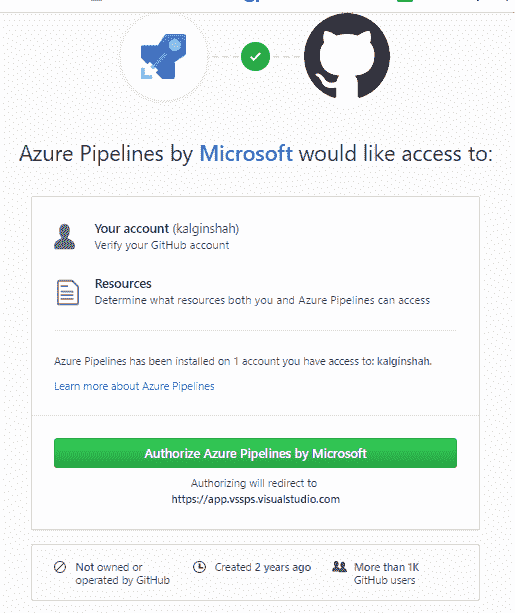 Azure Pipelines by Microsoft would like access to:
Your account (kalginshah)
Verify your GitHub account
Resources
Determine what resources both you and Azure Pipelines can access
Azure Pipelines has been installed on 1 account you have access to: kalginshah.
Learn more about Azure Pipelines
Authorize Azure Pipelines by Microsoft
Authorizing will redirect to
https://app.vssps.visualstudio.com
Not owned or
operated by GitHub
Created 2 years ago
More than 1K
GitHub users